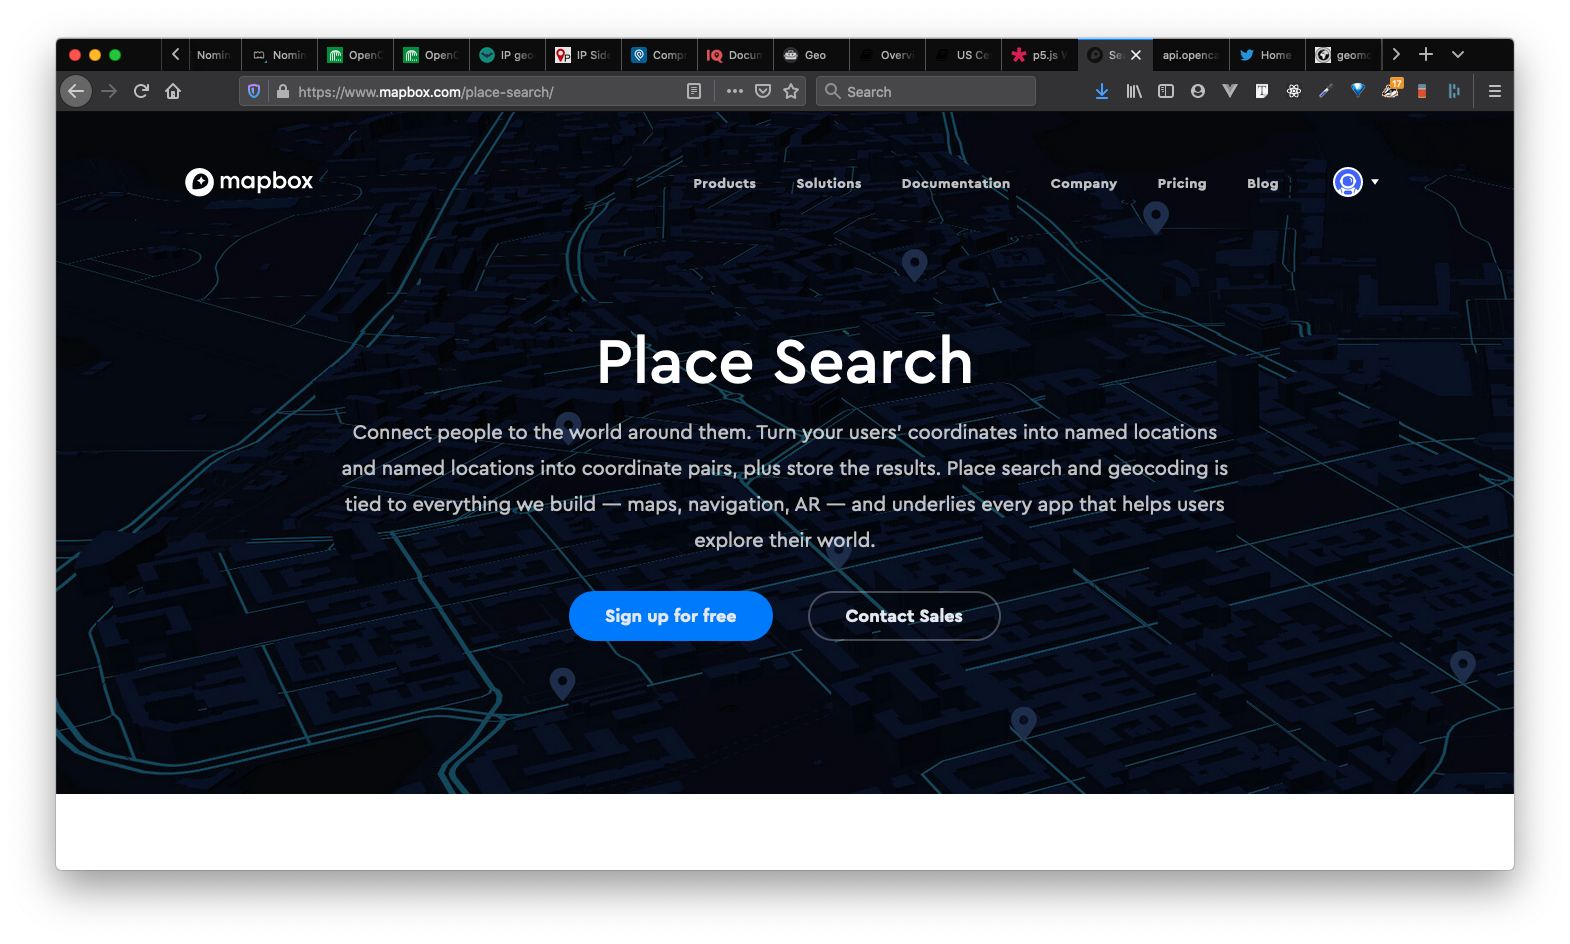 Nomin
Nomin
OpenC
OpenC
IP geo
IP Side
Compa
Docum
Geo
Overvi
US Ce
p5.js
Se
api.openca
Home
geomo
https://www.mapbox.com/place-search/
Search
17
mapbox
Products
Solutions
Documentation
Company
Pricing
Blog
Place Search
Connect people to the world around them. Turn your users' coordinates into named locations
and named locations into coordinate pairs, plus store the results. Place search and geocoding is
tied to everything we build — maps, navigation, AR — and underlies every app that helps users
explore their world.
Sign up for free
Contact Sales